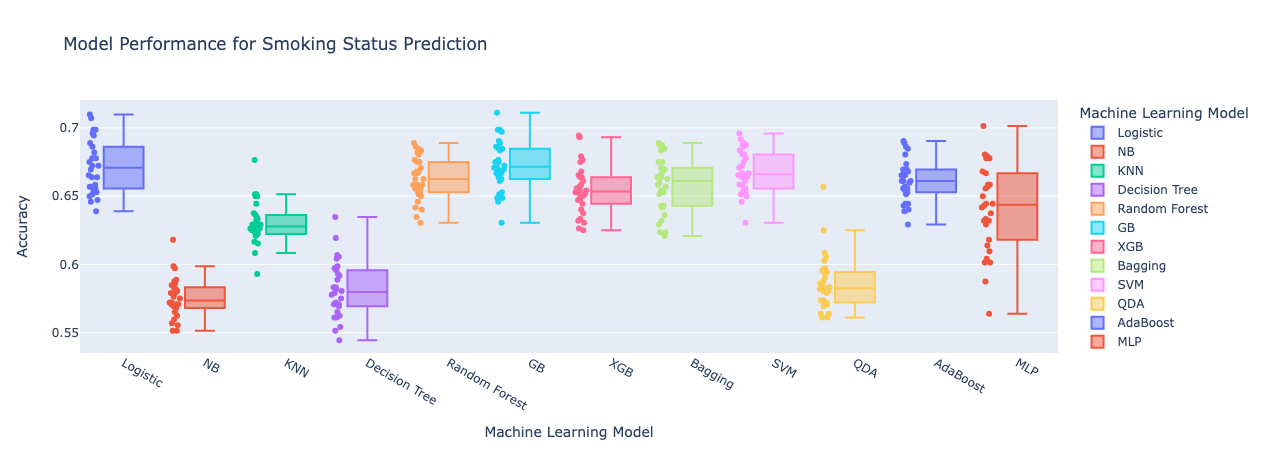 Model Performance for Smoking Status Prediction
Machine Learning Model
Logistic
NB
KNN
Decision Tree
Random Forest
GB
XGB
Bagging
SVM
QDA
AdaBoost
MLP
Accuracy
0.7
0.65
0.6
0.55
Logistic
NB
KNN
Decision Tree
Random Forest
GB
XGB
Bagging
SVM
QDA
AdaBoost
MLP
Machine Learning Model